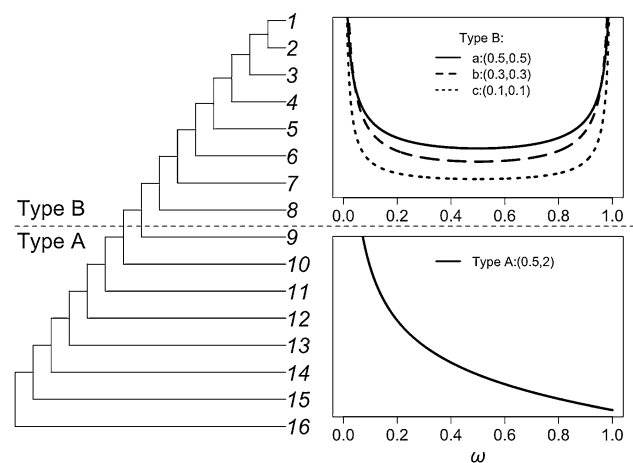 1
2
3
4
5
6
7
8
Type B
Type A
9
10
11
12
13
14
15
16
Type B:
a:(0.5,0.5)
b:(0.3,0.3)
c:(0.1,0.1)
0.0 0.2 0.4 0.6 0.8 1.0
Type A:(0.5,2)
0.0 0.2 0.4 0.6 0.8 1.0
ω